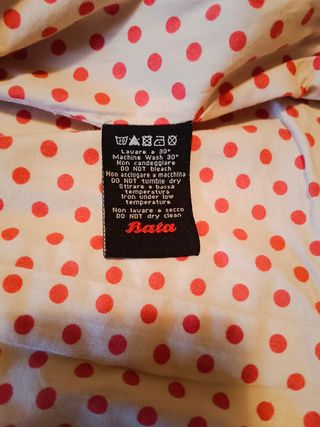 Lavare a 30°
Machine Wash 30°
Non candeggiare
DO NOT bleach
Non asciugare a macchina
DO NOT tumble dry
Stirare a bassa
temperatura
Iron under low
temperature
Non lavare a secco
DO NOT dry clean
Bata